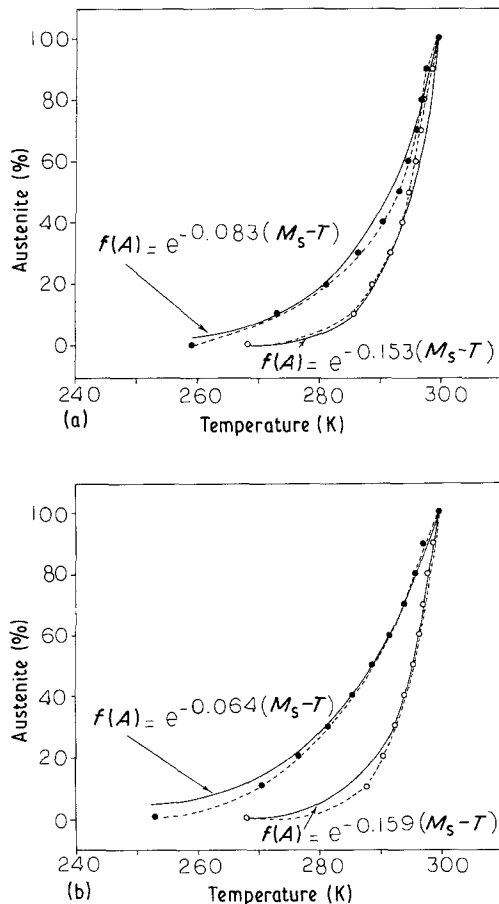 100
80
60
40
20
0
Austenite (%)
f(A) = e^-0.083(Ms-T)
f(A) = e^-0.153(Ms-T)
240
260
280
300
(a)
Temperature (K)
100
80
60
40
20
0
Austenite (%)
f(A) = e^-0.064(Ms-T)
f(A) = e^-0.159(Ms-T)
240
260
280
300
(b)
Temperature (K)